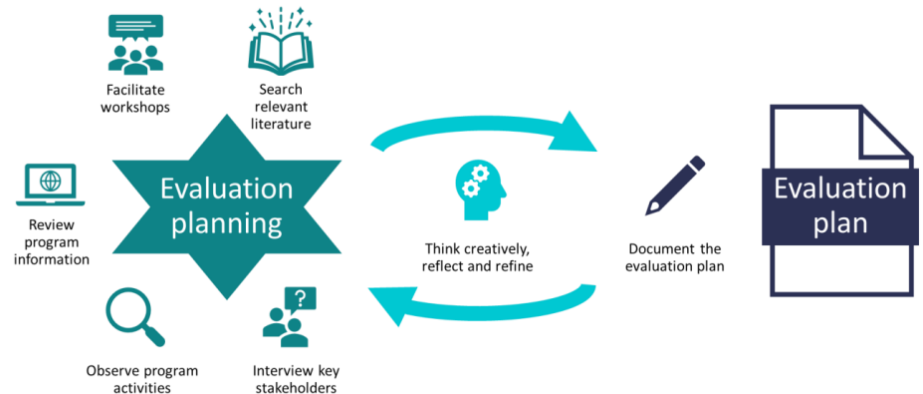 Facilitate
workshops
Search
relevant
literature
Evaluation
planning
Review
program
information
Observe program
activities
Interview key
stakeholders
Think creatively,
reflect and refine
Document the
evaluation plan
Evaluation
plan